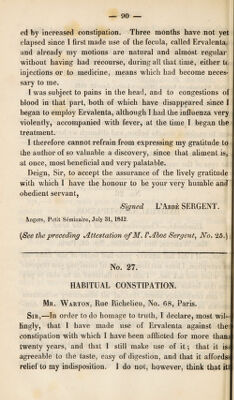 — 90 —
ed by increased constipation. Three months have not yet
elapsed since I first made use of the fecula, called Ervalenta,
and already my motions are natural and almost regular
without having had recourse, during all that time, either to
injections or to medicine, means which had become neces-
sary to me.
I was subject to pains in the head, and to congestions of
blood in that part, both of which have disappeared since I
began to employ Ervalenta, although I had the influenza very
violently, accompanied with fever, at the time I began the
treatment.
I therefore cannot refrain from expressing my gratitude to
the author of so valuable a discovery, since that aliment is,
at once, most beneficial and very palatable.
Deign, Sir, to accept the assurance of the lively gratitude
with which I have the honour to be your very humble and
obedient servant,
Signed L'Abbé SERGENT.
Angers, Petit Séminaire, July 31, 1842.
(See the preceding Attestation of M. l'Abbe Sergent, No. 25.)
No. 27.
HABITUAL CONSTIPATION.
Mr. Warton, Rue Richelieu, No. 68, Paris.
Sir,—In order to do homage to truth, I declare, most wil-
lingly, that I have made use of Ervalenta against the
constipation with which I have been afflicted for more than
twenty years, and that I still make use of it; that it is
agreeable to the taste, easy of digestion, and that it affords
relief to my indisposition. I do not, however, think that it